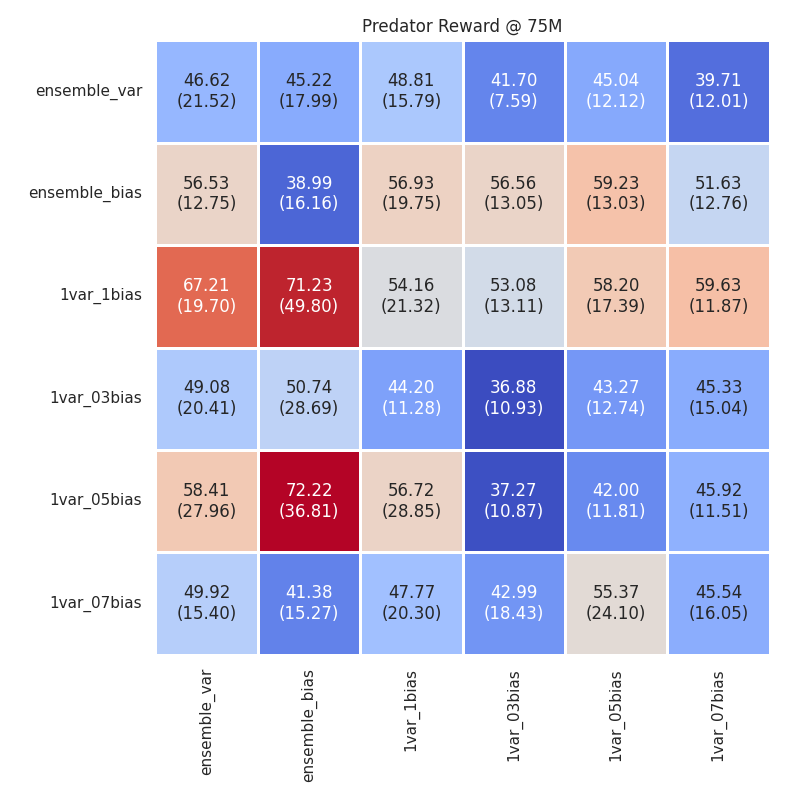 Predator Reward @ 75M
ensemble_var
46.62 45.22 48.81 41.70 45.04 39.71
(21.52) (17.99) (15.79) (7.59) (12.12) (12.01)
ensemble_bias
56.53 38.99 56.93 56.56 59.23 51.63
(12.75) (16.16) (19.75) (13.05) (13.03) (12.76)
1var_1bias
67.21 71.23 54.16 53.08 58.20 59.63
(19.70) (49.80) (21.32) (13.11) (17.39) (11.87)
1var_03bias
49.08 50.74 44.20 36.88 43.27 45.33
(20.41) (28.69) (11.28) (10.93) (12.74) (15.04)
1var_05bias
58.41 72.22 56.72 37.27 42.00 45.92
(27.96) (36.81) (28.85) (10.87) (11.81) (11.51)
1var_07bias
49.92 41.38 47.77 42.99 55.37 45.54
(15.40) (15.27) (20.30) (18.43) (24.10) (16.05)
ensemble_var
ensemble_bias
1var_1bias
1var_03bias
1var_05bias
1var_07bias